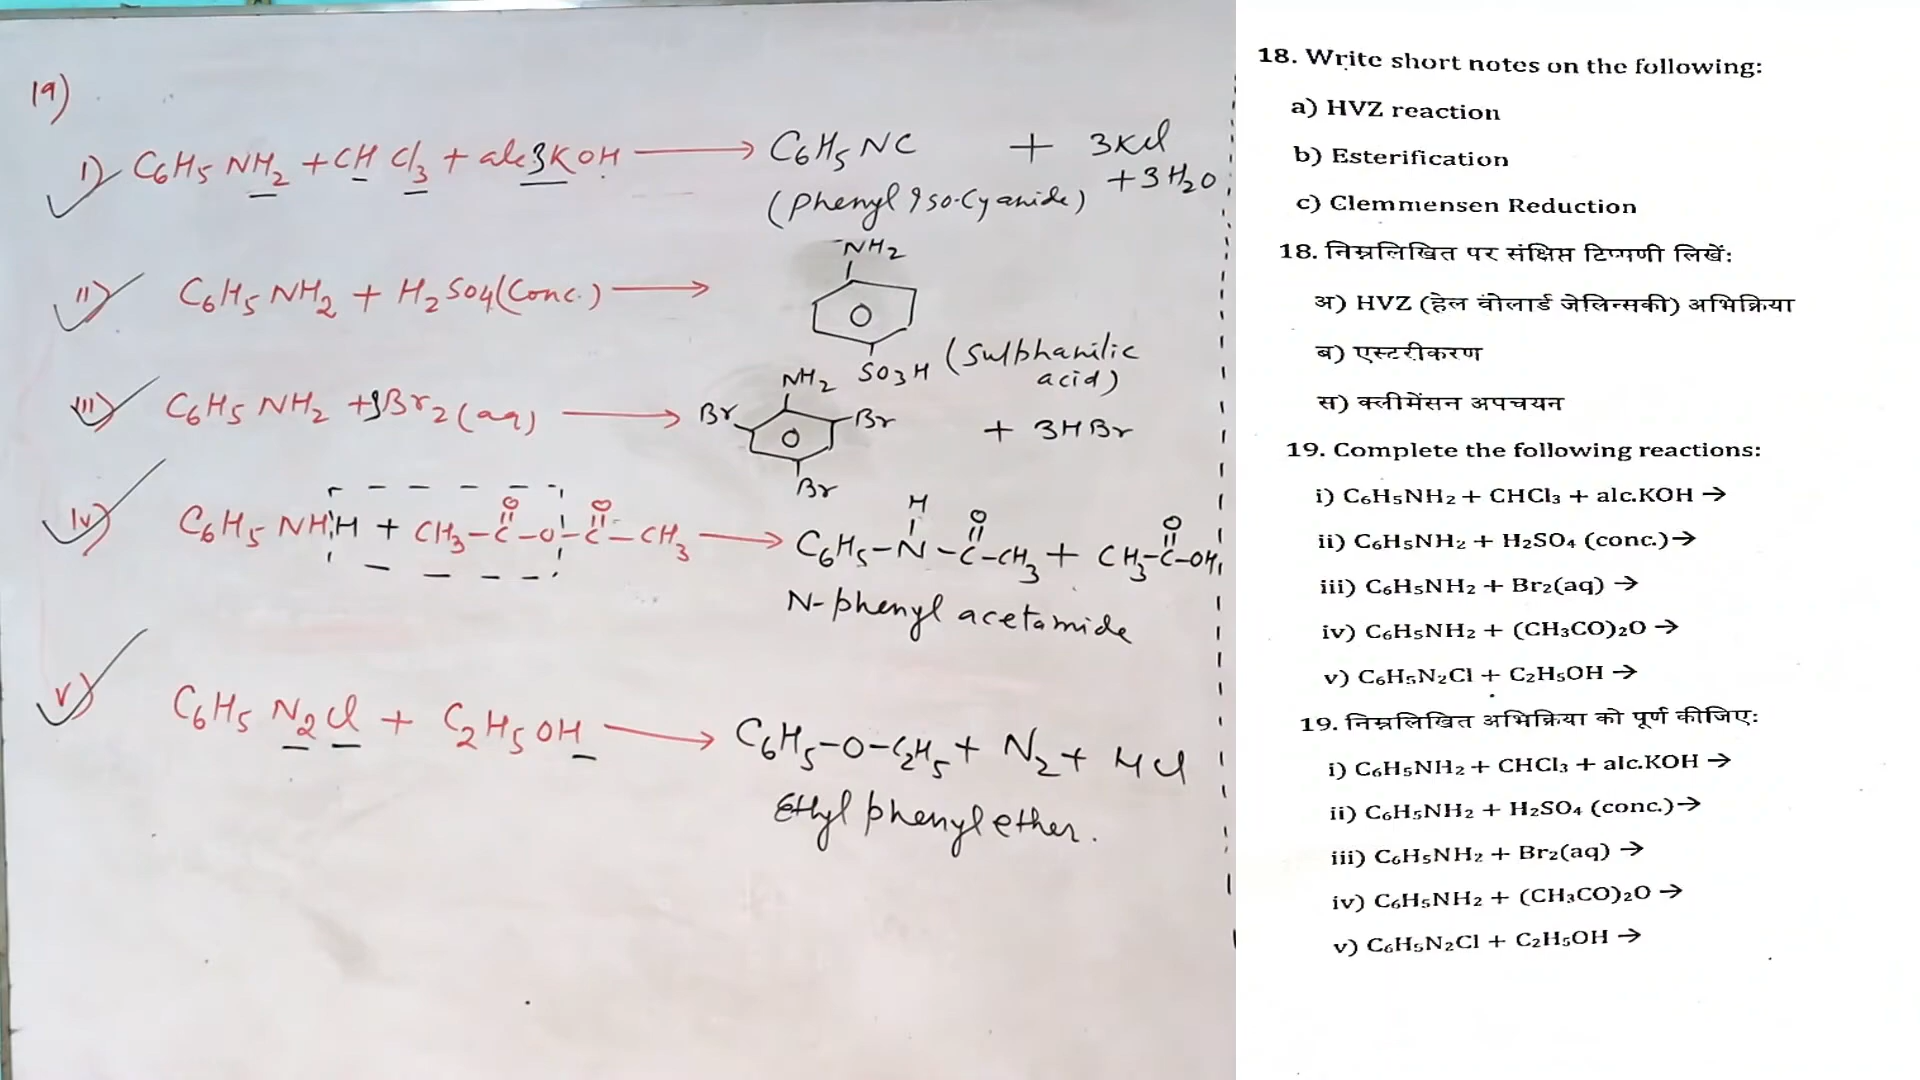 19)
i) C6H5NH2 + CHCl3 + alc 3KOH ⟶ C6H5NC + 3KCl
+3H2O
(Phenyl Iso-Cyanide)
ii) C6H5NH2 + H2SO4(Conc.) ⟶
NH2
SO3H (Sulphanilic
acid)
iii) C6H5NH2 + 3Br2(aq) ⟶
NH2
Br
Br
Br
+ 3HBr
iv) C6H5NHH + CH3-C-O-C-CH3 ⟶ C6H5-N-C-CH3 + CH3-C-OH
O
O
H
O
O
N-phenyl acetamide
v) C6H5N2Cl + C2H5OH ⟶ C6H5-O-C2H5 + N2 + HCl
Ethyl phenyl ether.
18. Write short notes on the following:
a) HVZ reaction
b) Esterification
c) Clemmensen Reduction
18. निम्नलिखित पर संक्षिप्त टिप्पणी लिखें:
अ) HVZ (हेल वोलार्ड जेलिन्सकी) अभिक्रिया
ब) एस्टरीकरण
स) क्लीमेंसन अपचयन
19. Complete the following reactions:
i) C6H5NH2 + CHCl3 + alc.KOH →
ii) C6H5NH2 + H2SO4 (conc.)→
iii) C6H5NH2 + Br2(aq) →
iv) C6H5NH2 + (CH3CO)2O →
v) C6H5N2Cl + C2H5OH →
19. निम्नलिखित अभिक्रिया को पूर्ण कीजिए:
i) C6H5NH2 + CHCl3 + alc.KOH →
ii) C6H5NH2 + H2SO4 (conc.)→
iii) C6H5NH2 + Br2(aq) →
iv) C6H5NH2 + (CH3CO)2O →
v) C6H5N2Cl + C2H5OH →